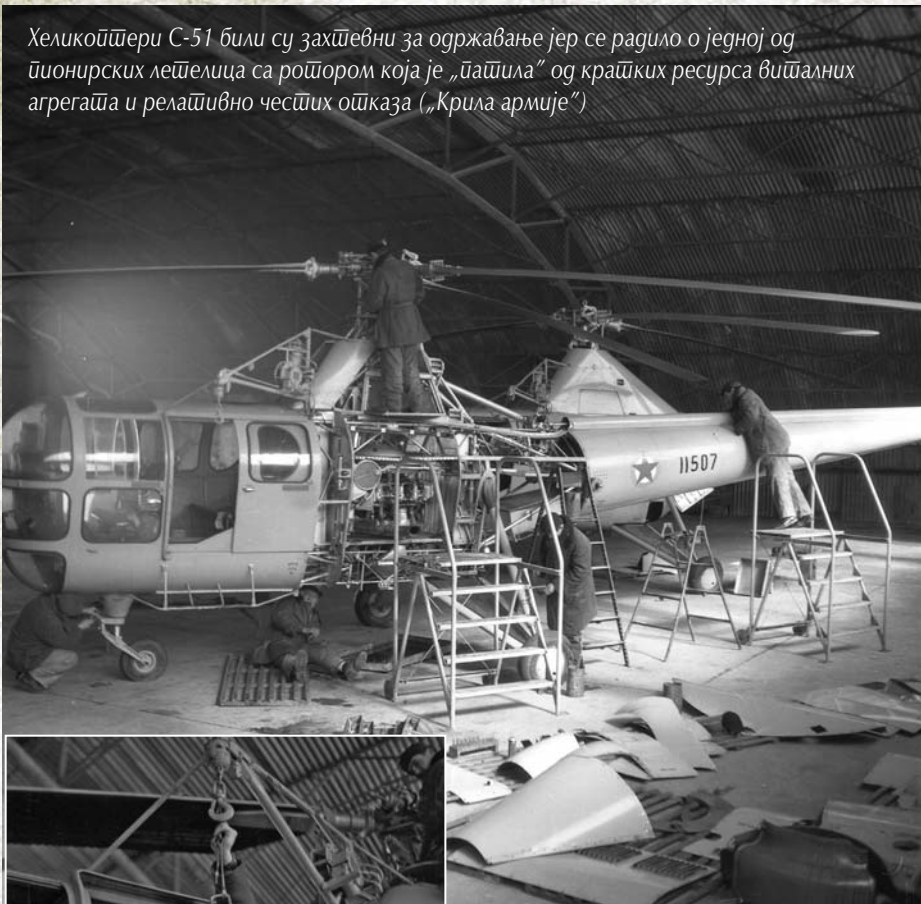 Хеликоптери С-51 били су захтевни за одржавање јер се радило о једној од
пионирских летелица са ротором која је „патила” од кратких ресурса виталних
агрегата и релативно честих отказа („Крила армије”)
11507